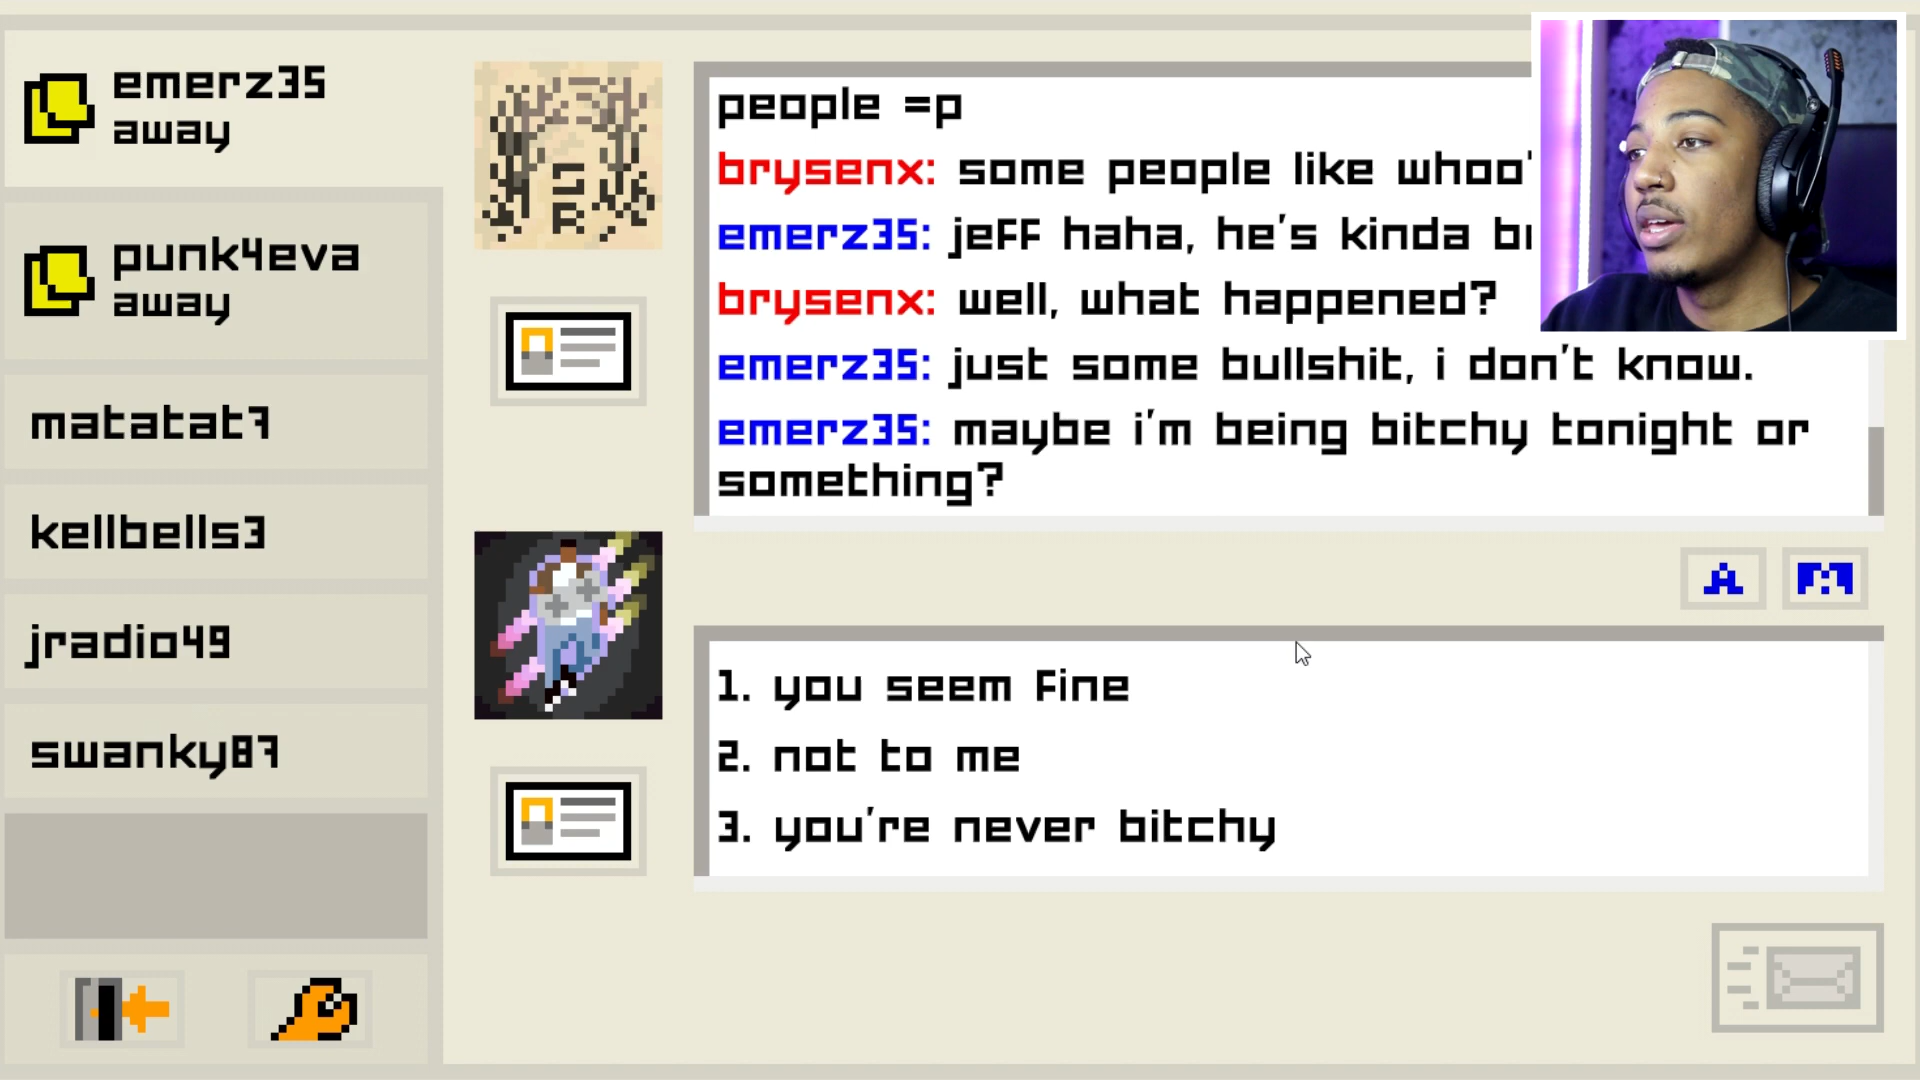 emerz35
away
punk4eva
away
matatat7
kellbells3
jradio49
swanky87
people =p
brysenx: some people like
emerz35: jeff haha, he's kinda
brysenx: well, what happened?
emerz35: just some bullshit, i don't know.
emerz35: maybe i'm being bitchy tonight or
something?
A
1. you seem fine
2. not to me
3. you're never bitchy